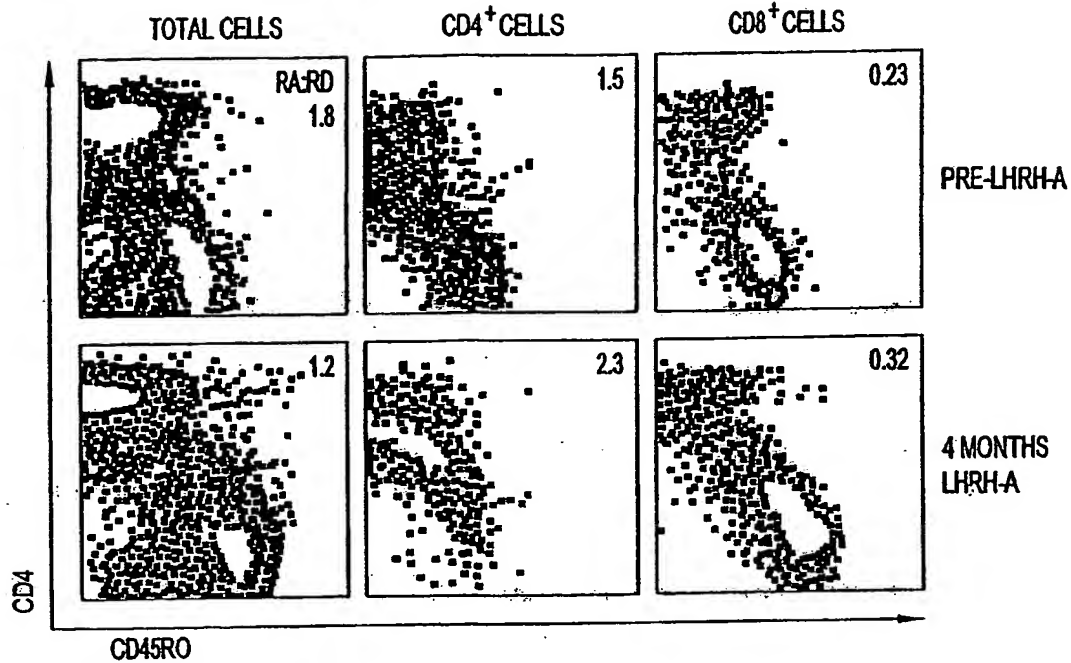 TOTAL CELLS
CD4+ CELLS
CD8+ CELLS
RA:RD
1.8
1.5
0.23
PRE-LHRH-A
1.2
2.3
0.32
4 MONTHS
LHRH-A
CD4
CD45RO